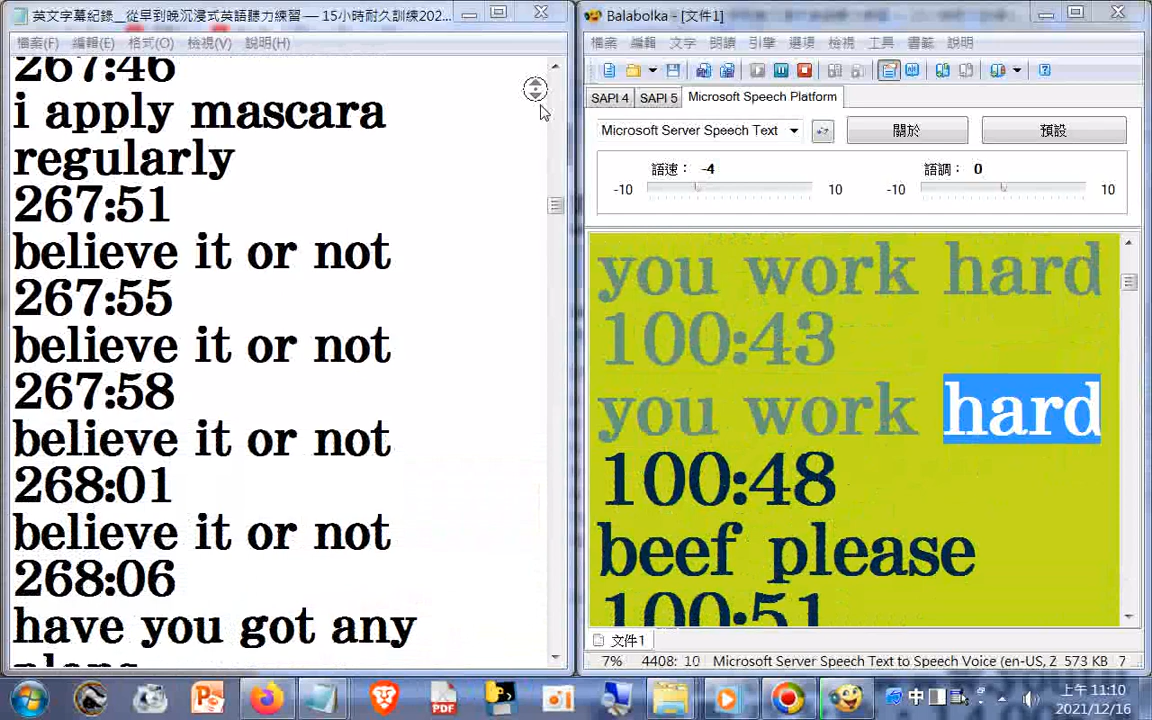 英文字幕紀錄__從早到晚沉浸式英語聽力練習 — 15小時耐久訓練202...
檔案(F) 編輯(E) 格式(O) 檢視(V) 說明(H)
267:46
i apply mascara
regularly
267:51
believe it or not
267:55
believe it or not
267:58
believe it or not
268:01
believe it or not
268:06
have you got any
plans
Balabolka - [文件1]
檔案 編輯 文字 朗讀 引擎 選項 檢視 工具 書籤 說明
SAPI 4 SAPI 5 Microsoft Speech Platform
Microsoft Server Speech Text 關於 預設
語速： -4 語調： 0
-10 10 -10 10
you work hard
100:43
you work hard
100:48
beef please
100:51
文件1
7% 4408: 10 Microsoft Server Speech Text to Speech Voice (en-US, 2 573 KB 7
PDF 中 上午 11:10
2021/12/16